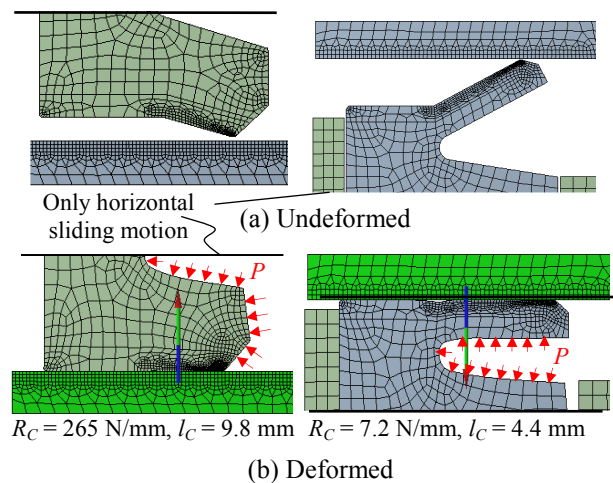 Only horizontal
sliding motion
(a) Undeformed
P
P
R_C = 265 N/mm, l_C = 9.8 mm
R_C = 7.2 N/mm, l_C = 4.4 mm
(b) Deformed